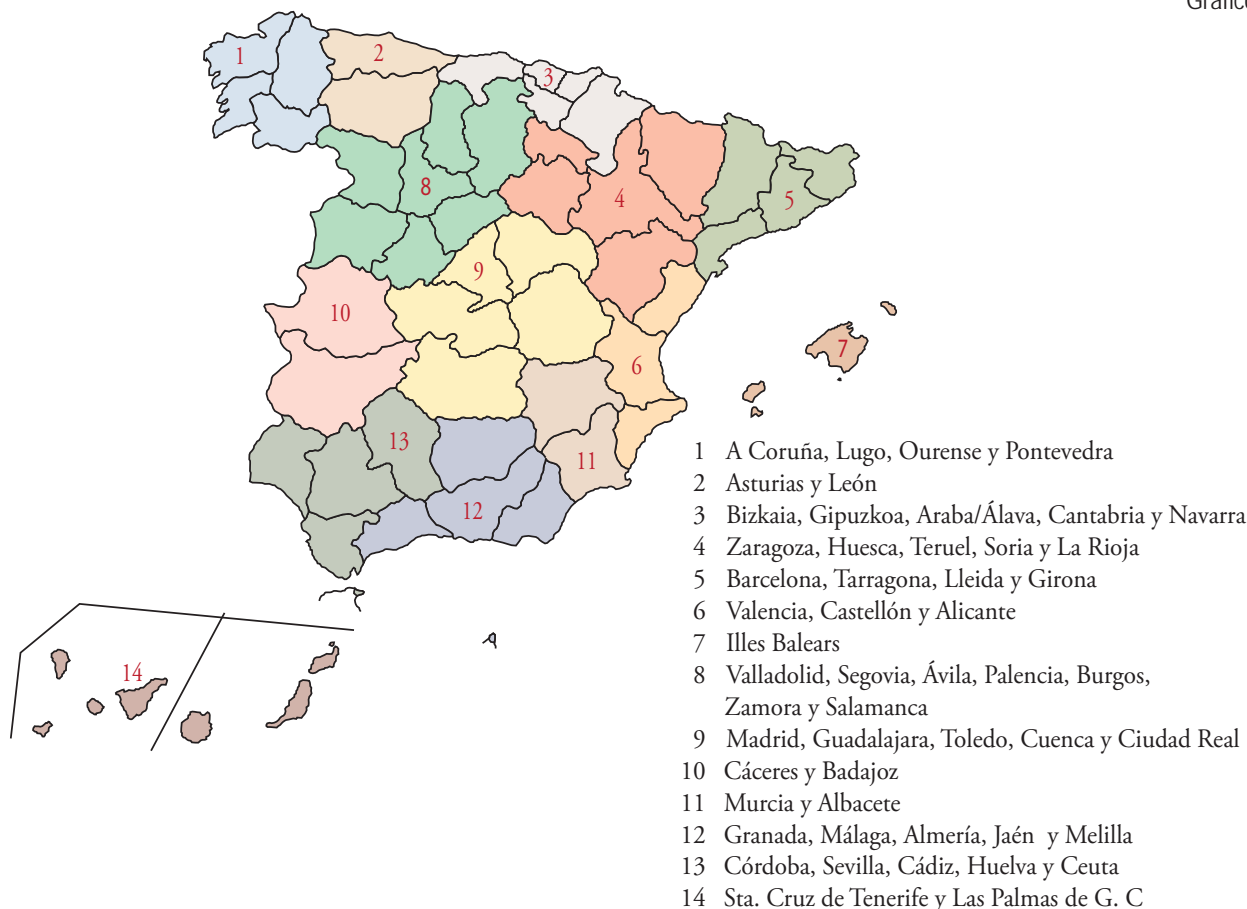 Gráfico
1
2
3
4
5
6
7
8
9
10
11
12
13
14
1 A Coruña, Lugo, Ourense y Pontevedra
2 Asturias y León
3 Bizkaia, Gipuzkoa, Araba/Álava, Cantabria y Navarra
4 Zaragoza, Huesca, Teruel, Soria y La Rioja
5 Barcelona, Tarragona, Lleida y Girona
6 Valencia, Castellón y Alicante
7 Illes Balears
8 Valladolid, Segovia, Ávila, Palencia, Burgos,
Zamora y Salamanca
9 Madrid, Guadalajara, Toledo, Cuenca y Ciudad Real
10 Cáceres y Badajoz
11 Murcia y Albacete
12 Granada, Málaga, Almería, Jaén y Melilla
13 Córdoba, Sevilla, Cádiz, Huelva y Ceuta
14 Sta. Cruz de Tenerife y Las Palmas de G. C